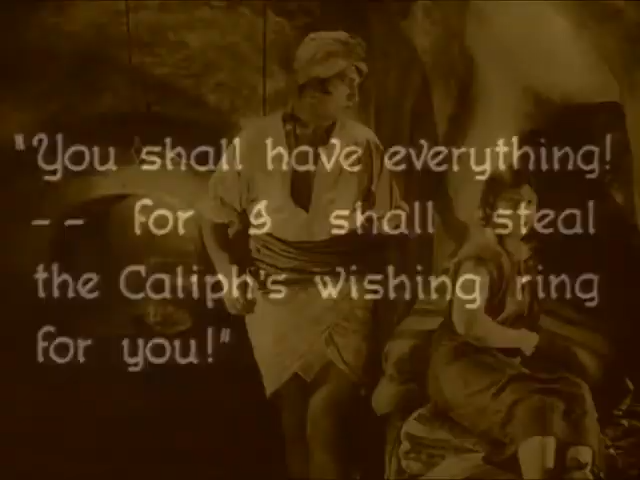 "You shall have everything!
-- for I shall steal
the Caliph's wishing ring
for you!"